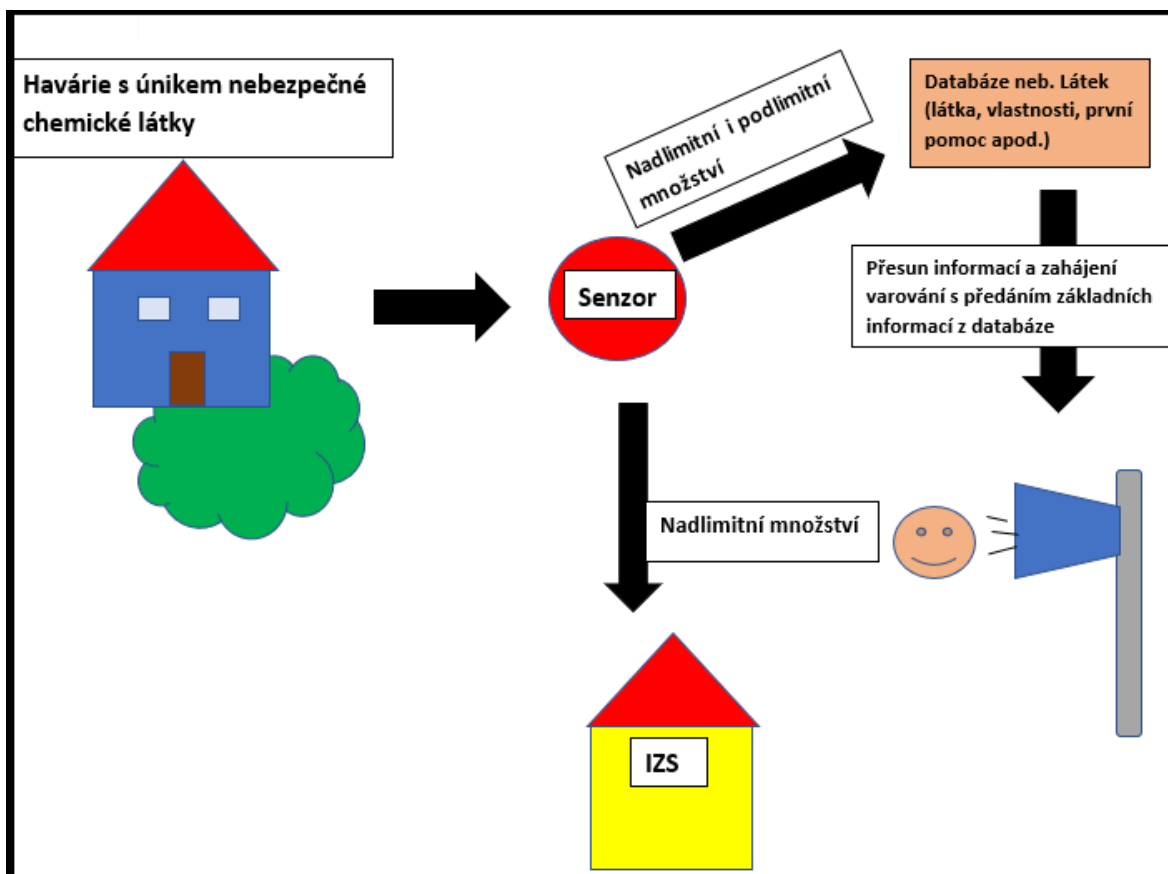 Havárie s únikem nebezpečné
chemické látky
Nadlimitní i podlimitní
množství
Databáze neb. Látek
(látka, vlastnosti, první
pomoc apod.)
Senzor
Přesun informací a zahájení
varování s předáním základních
informací z databáze
Nadlimitní množství
IZS